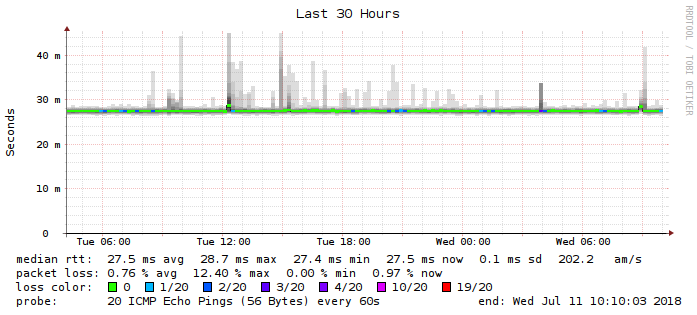 Last 30 Hours
RRDTOOL / TOBI OETIKER
Seconds
40 m
30 m
20 m
10 m
0
Tue 06:00 Tue 12:00 Tue 18:00 Wed 00:00 Wed 06:00
median rtt: 27.5 ms avg 28.7 ms max 27.4 ms min 27.5 ms now 0.1 ms sd 202.2 am/s
packet loss: 0.76 % avg 12.40 % max 0.00 % min 0.97 % now
loss color: 0 1/20 2/20 3/20 4/20 10/20 19/20
probe: 20 ICMP Echo Pings (56 Bytes) every 60s end: Wed Jul 11 10:10:03 2018